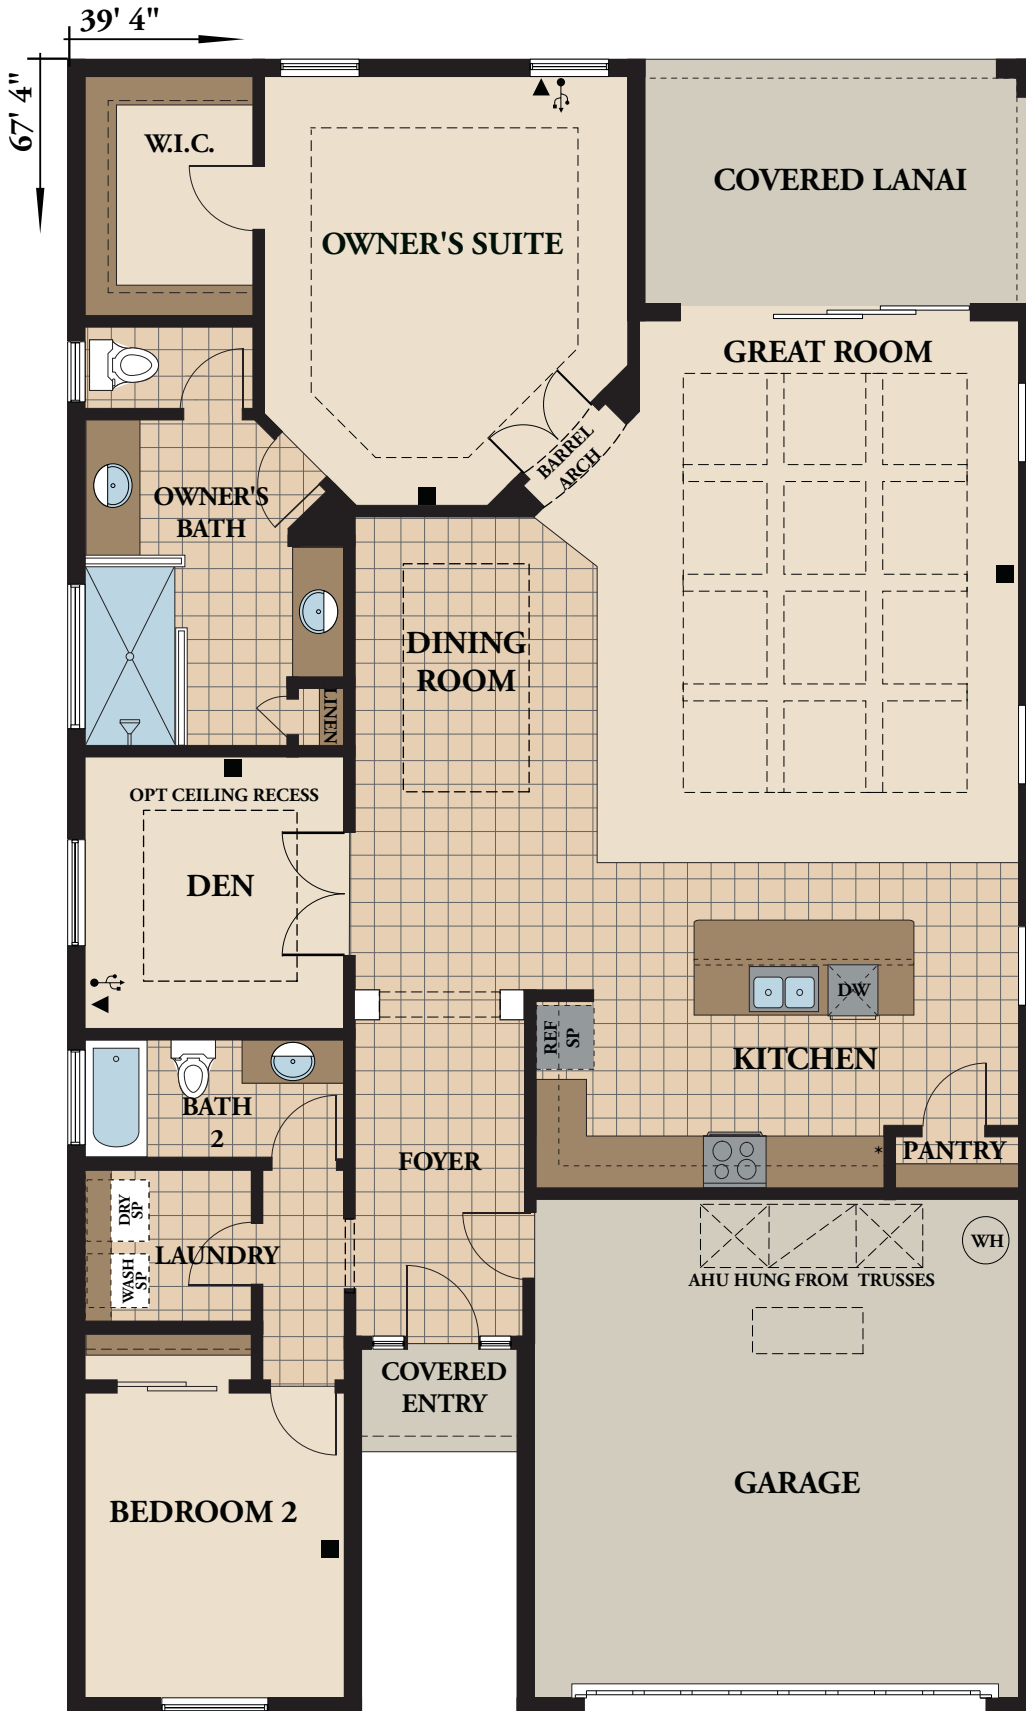 39' 4"
67' 4"
W.I.C.
COVERED LANAI
OWNER'S SUITE
GREAT ROOM
BARREL
ARCH
OWNER'S
BATH
DINING
ROOM
LINEN
OPT CEILING RECESS
DEN
DW
REF
SP
KITCHEN
BATH
2
PANTRY
*
FOYER
DRY
SP
LAUNDRY
WASH
SP
WH
AHU HUNG FROM TRUSSES
COVERED
ENTRY
GARAGE
BEDROOM 2